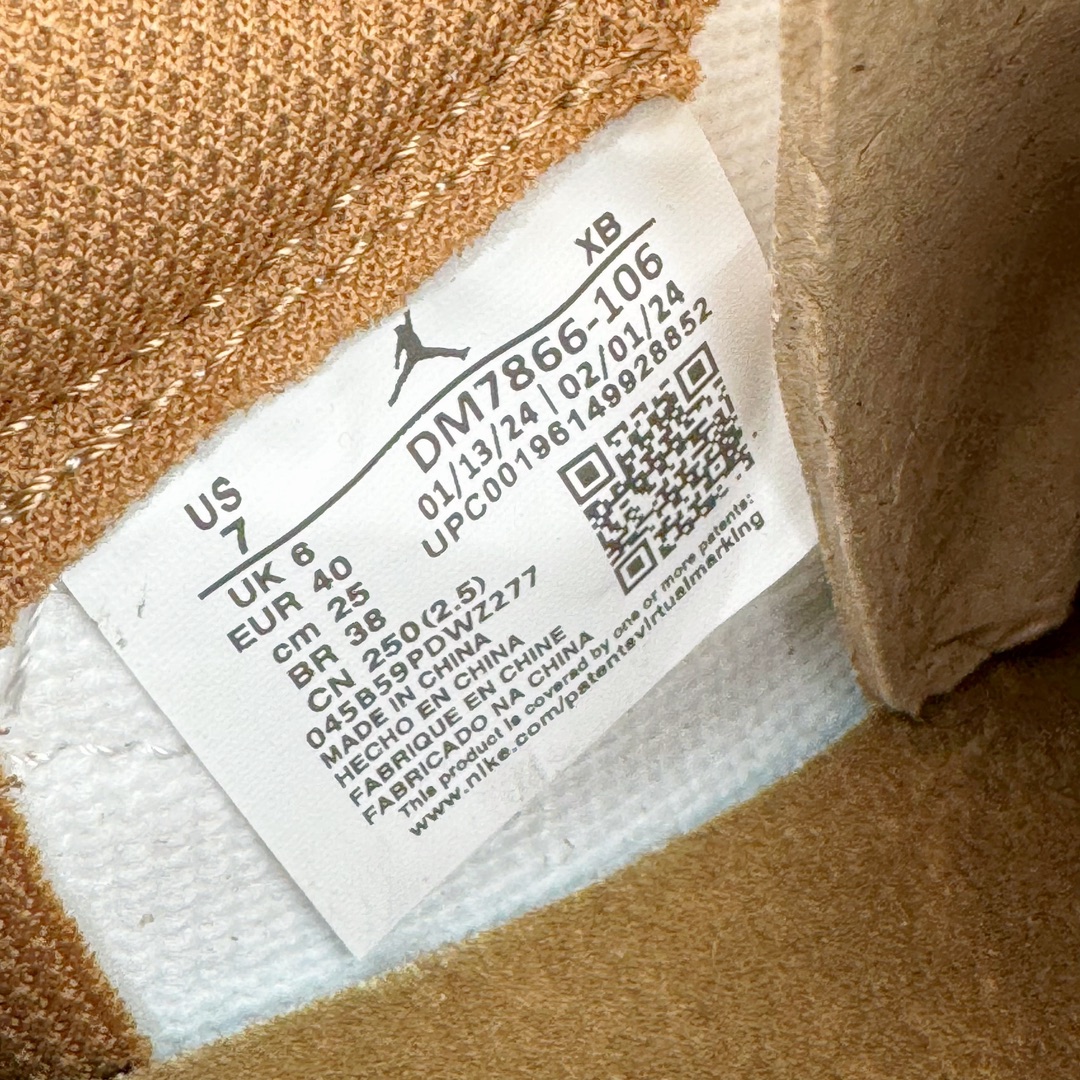 XB
US
7
DM7866-106
01/13/24 | 02/01/24
UPC00196149928852
UK 6
EUR 40
cm 25
BR 38
CN 250(2.5)
045B59PDWZ277
MADE IN CHINA
HECHO EN CHINA
FABRIQUE EN CHINE
FABRICADO NA CHINA
This product is covered by one or more patents:
www.nike.com/patentsvirtualmarking